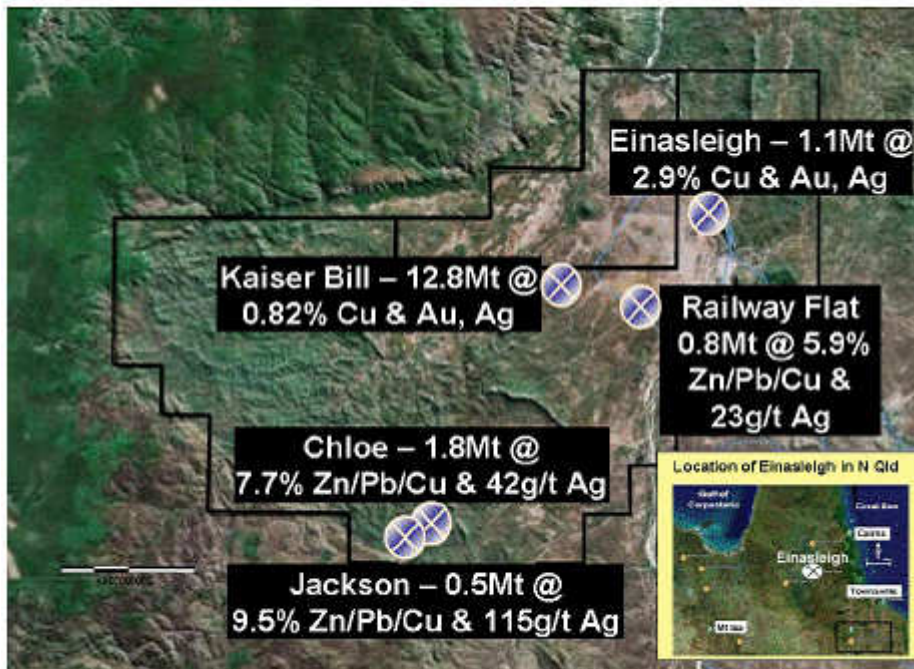 Einasleigh – 1.1Mt @
2.9% Cu & Au, Ag
Kaiser Bill – 12.8Mt @
0.82% Cu & Au, Ag
Railway Flat
0.8Mt @ 5.9%
Zn/Pb/Cu &
23g/t Ag
Chloe – 1.8Mt @
7.7% Zn/Pb/Cu & 42g/t Ag
Jackson – 0.5Mt @
9.5% Zn/Pb/Cu & 115g/t Ag
Location of Einasleigh in N Qld
Gulf of
Carpentaria
Coral Sea
Cairns
Einasleigh
Townsville
Mt Isa